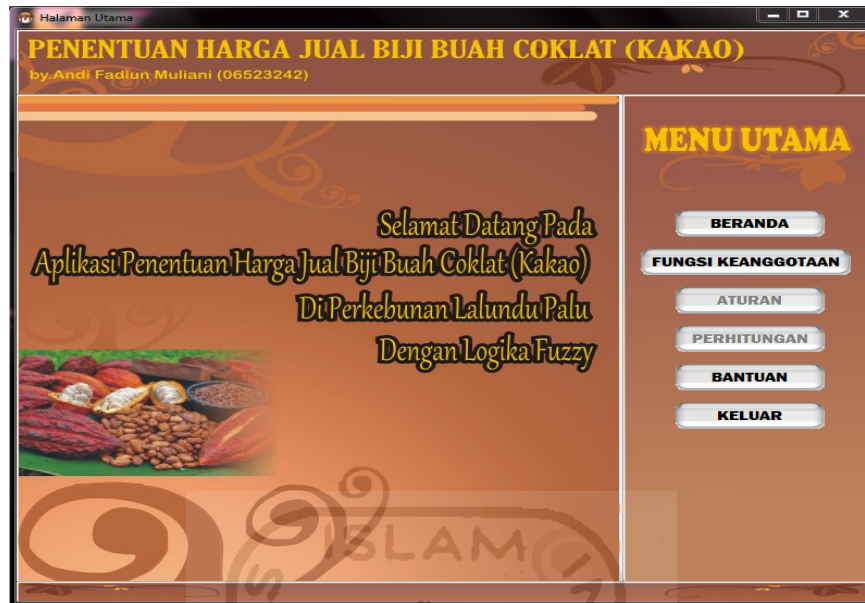 Halaman Utama
PENENTUAN HARGA JUAL BIJI BUAH COKLAT (KAKAO)
by.Andi Fadlun Muliani (06523242)
Selamat Datang Pada
Aplikasi Penentuan Harga Jual Biji Buah Coklat (Kakao)
Di Perkebunan Lalundu Palu
Dengan Logika Fuzzy
MENU UTAMA
BERANDA
FUNGSI KEANGGOTAAN
ATURAN
PERHITUNGAN
BANTUAN
KELUAR
ISLAM